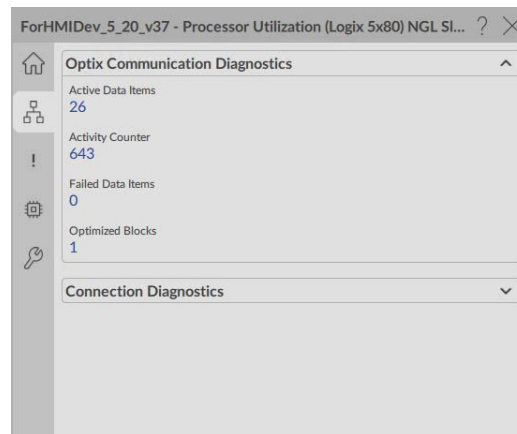 ForHMIDev_5_20_v37 - Processor Utilization (Logix 5x80) NGL Sl... ?
Optix Communication Diagnostics
Active Data Items
26
Activity Counter
643
Failed Data Items
0
Optimized Blocks
1
Connection Diagnostics